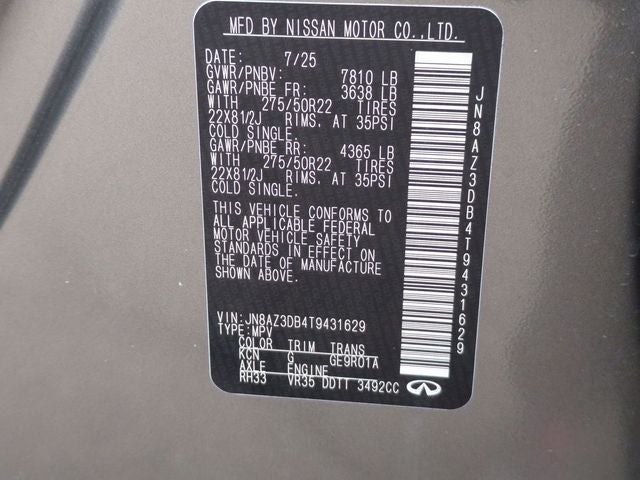 MFD BY NISSAN MOTOR CO.,LTD.
DATE: 7/25
GVWR/PNBV: 7810 LB
GAWR/PNBE FR: 3638 LB
WITH 275/50R22 TIRES
22X81/2J RIMS, AT 35PSI
COLD SINGLE.
GAWR/PNBE RR: 4365 LB
WITH 275/50R22 TIRES
22X81/2J RIMS, AT 35PSI
COLD SINGLE.
THIS VEHICLE CONFORMS TO
ALL APPLICABLE FEDERAL
MOTOR VEHICLE SAFETY
STANDARDS IN EFFECT ON
THE DATE OF MANUFACTURE
SHOWN ABOVE.
VIN:JN8AZ3DB4T9431629
TYPE:MPV
COLOR TRIM TRANS
KCN G GE9R01A
AXLE ENGINE
RH33 VR35 DDTT 3492CC
JN8AZ3DB4T9431629